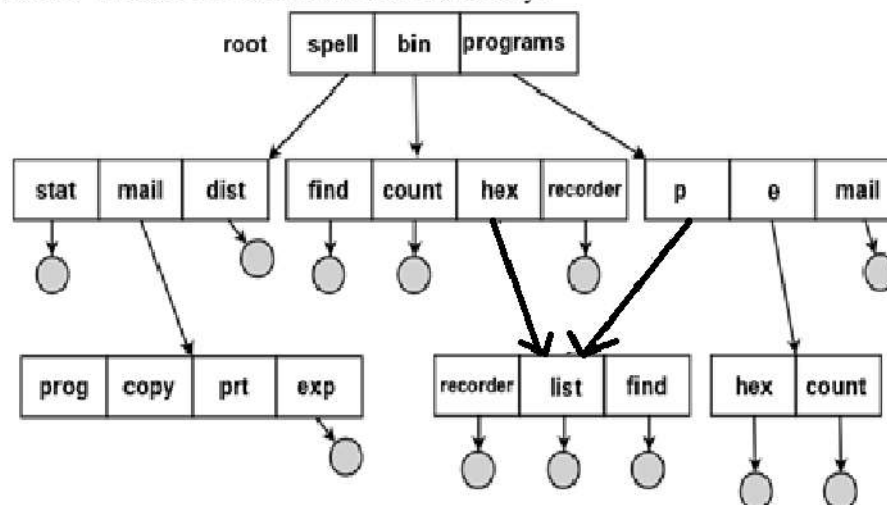 root spell bin programs
stat mail dist find count hex recorder p e mail
prog copy prt exp recorder list find hex count